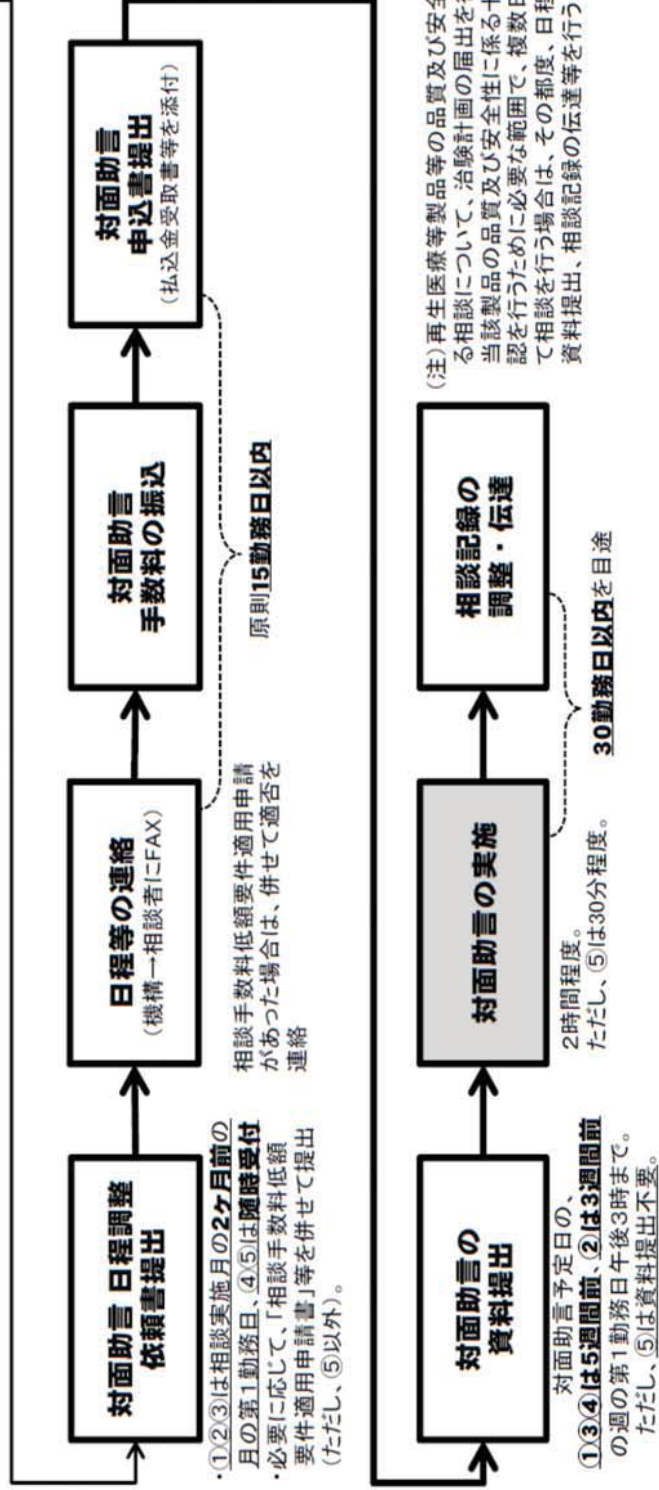 対面助言 日程調整
依頼書提出
・①②③は相談実施月の2ヶ月前の
月の第１勤務日、④⑤は随時受付
・必要に応じて、「相談手数料低額
要件適用申請書」等を併せて提出
(ただし、⑤以外)。
日程等の連絡
(機構→相談者にFAX)
相談手数料低額要件適用申請
があった場合は、併せて適否を
連絡
対面助言
手数料の振込
対面助言
申込書提出
(払込金受取書等を添付)
原則15勤務日以内
対面助言の
資料提出
対面助言予定日の、
①③④は5週間前、②は3週間前
の週の第１勤務日午後3時まで。
ただし、⑤は資料提出不要。
対面助言の実施
2時間程度。
ただし、⑤は30分程度。
相談記録の
調整・伝達
30勤務日以内を目途
(注)再生医療等製品の品質及び安全
る相談について、治験計画の届出を
当該製品の品質及び安全性に係る
認を行うために必要な範囲で、複数
て相談を行う場合は、その都度、日程
資料提出、相談記録の伝達等を行う